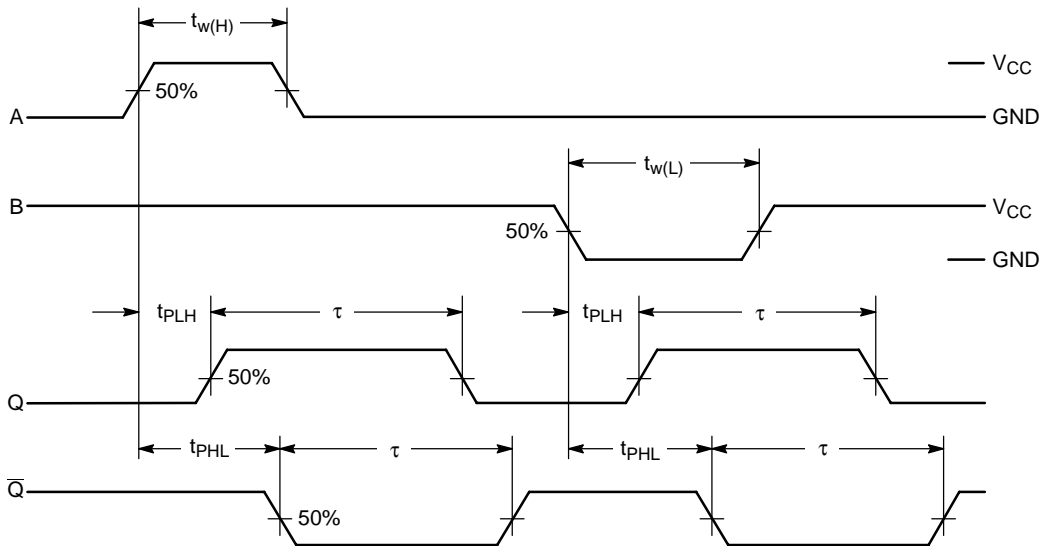 tw(H)
VCC
50%
A
GND
tw(L)
B
VCC
50%
GND
tPLH
τ
tPLH
τ
50%
Q
tPHL
τ
tPHL
τ
Q̅
50%